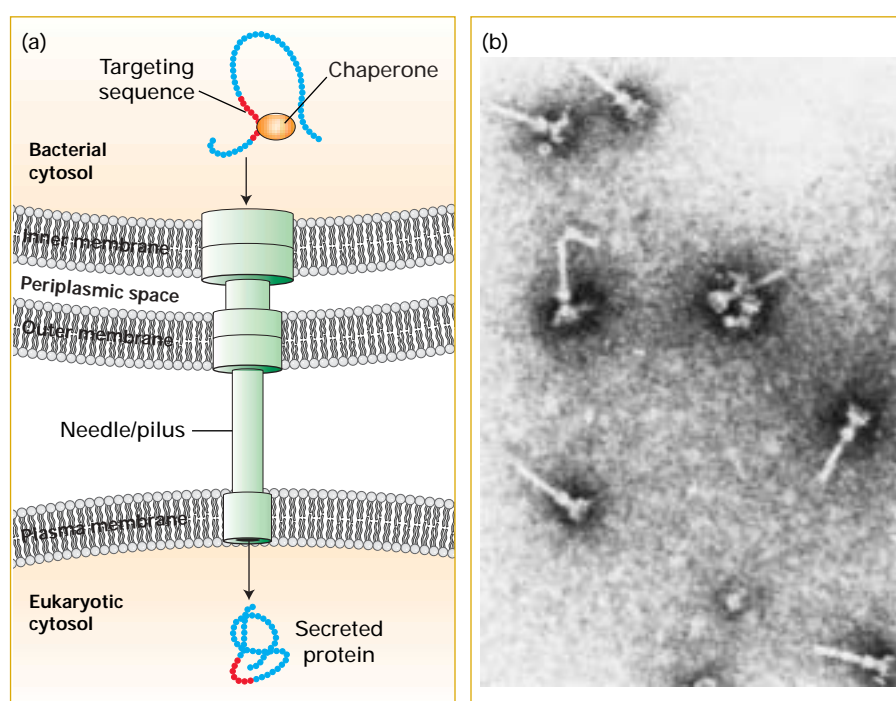 (a)
Targeting
sequence
Chaperone
Bacterial
cytosol
Inner membrane
Periplasmic space
Outer membrane
Needle/pilus
Plasma membrane
Eukaryotic
cytosol
Secreted
protein
(b)